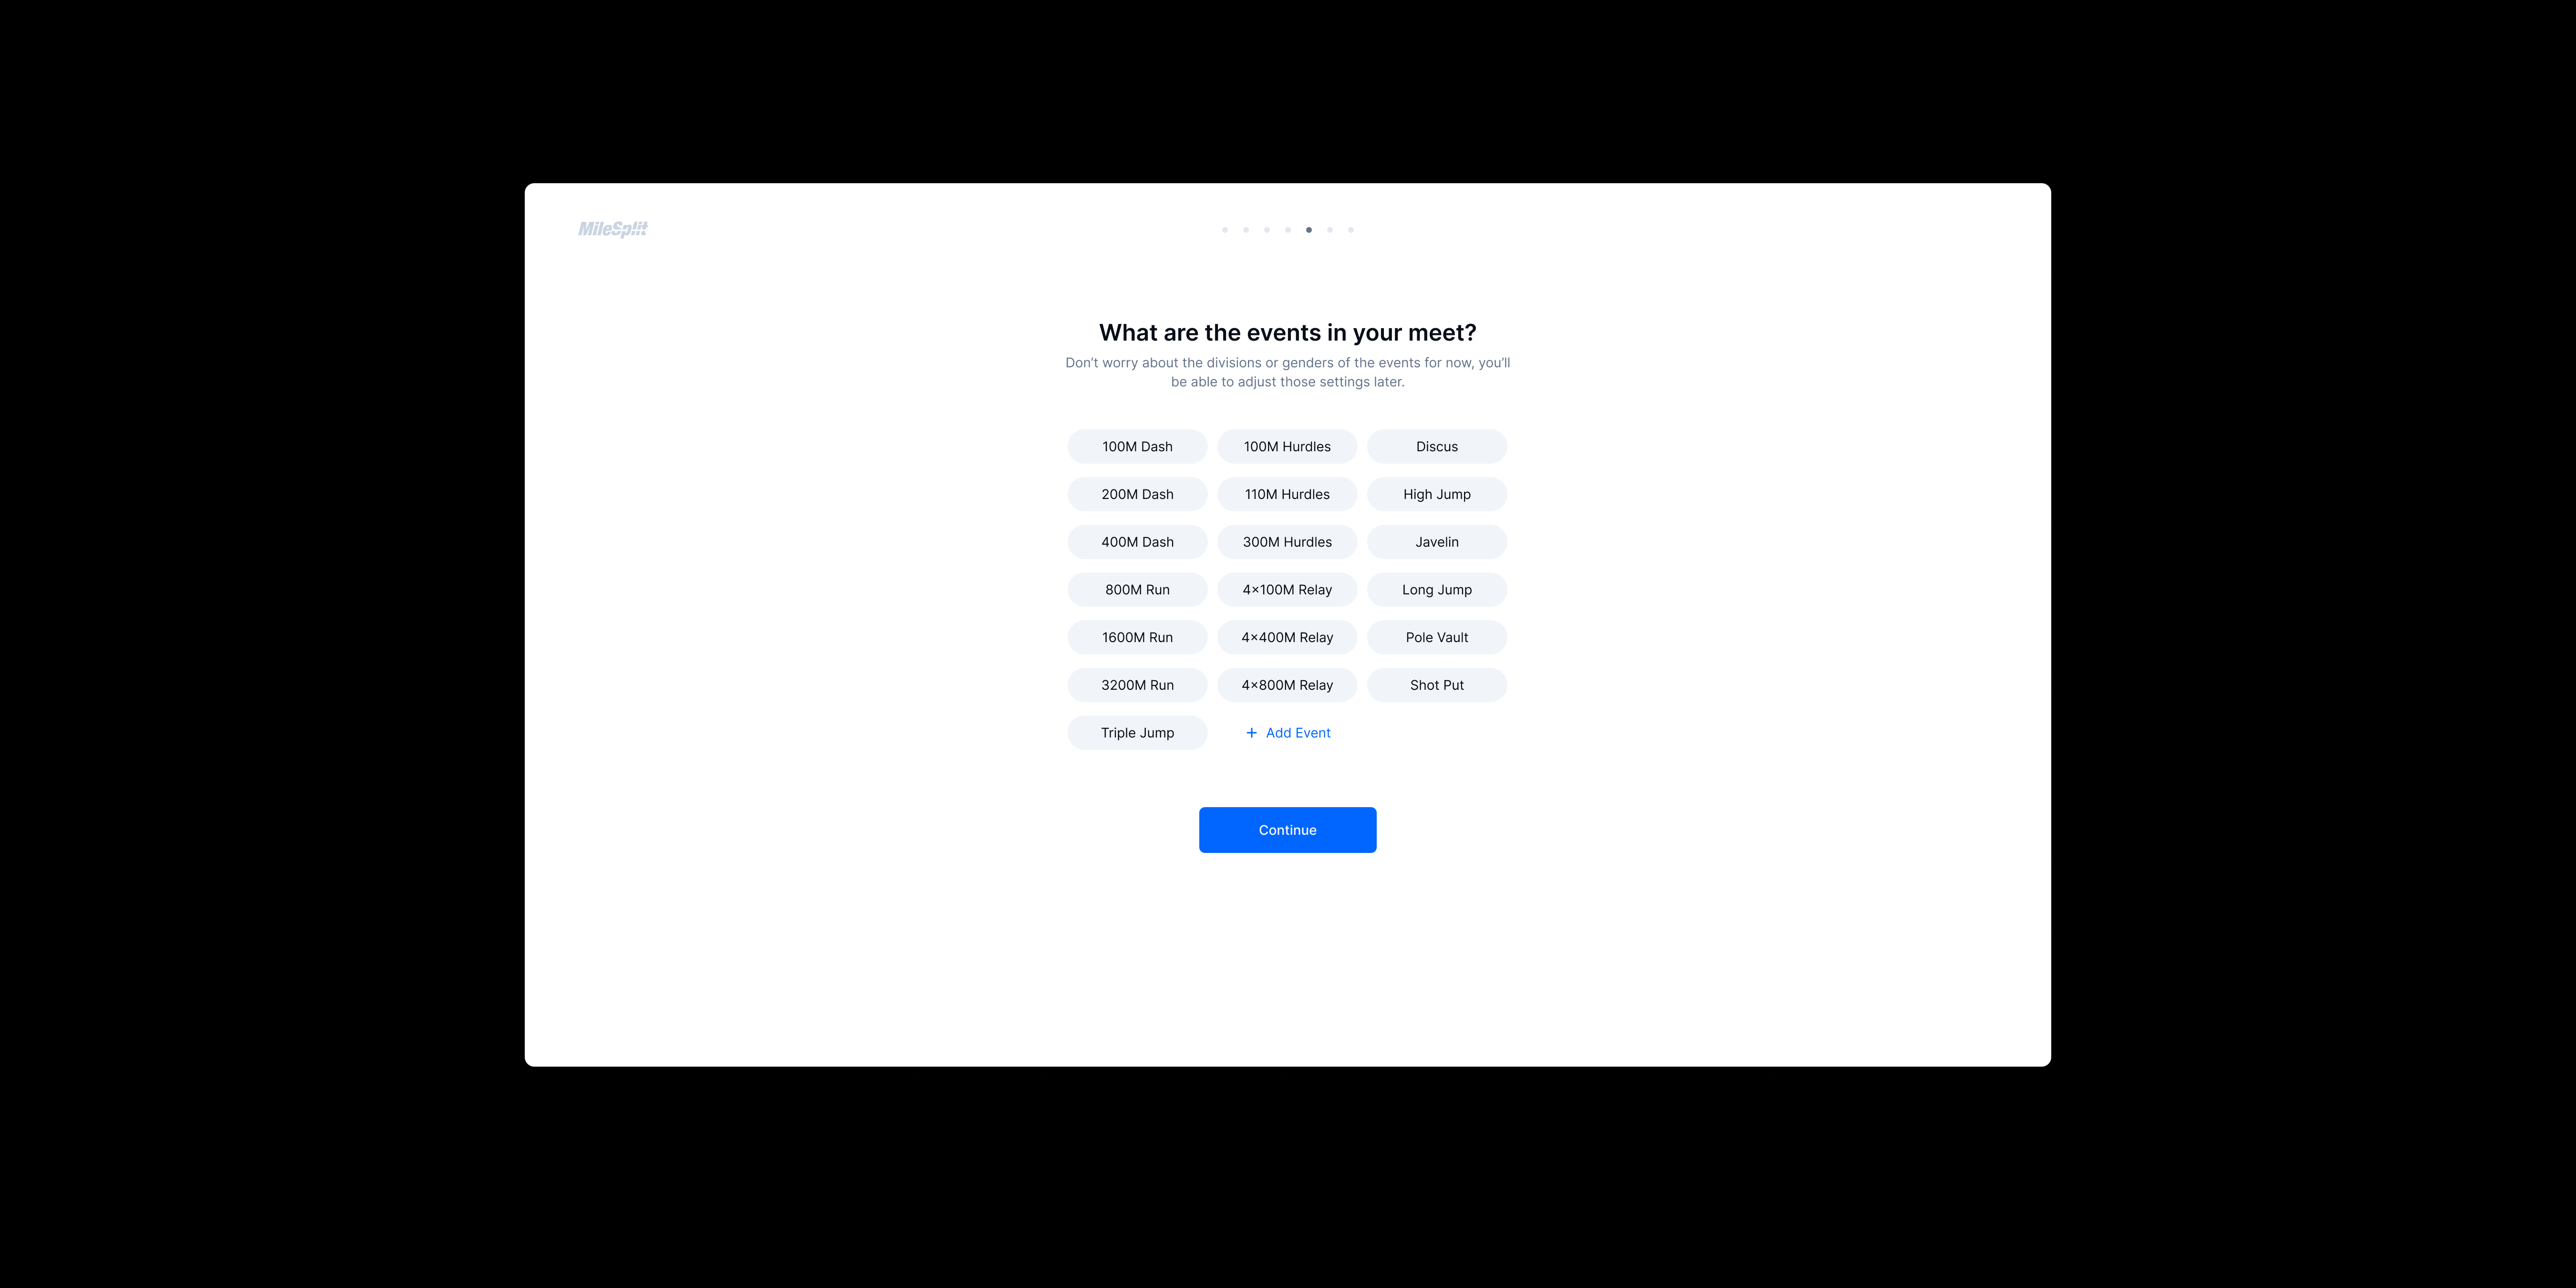 MileSplit
What are the events in your meet?
Don’t worry about the divisions or genders of the events for now, you’ll
be able to adjust those settings later.
100M Dash
100M Hurdles
Discus
200M Dash
110M Hurdles
High Jump
400M Dash
300M Hurdles
Javelin
800M Run
4×100M Relay
Long Jump
1600M Run
4×400M Relay
Pole Vault
3200M Run
4×800M Relay
Shot Put
Triple Jump
+ Add Event
Continue